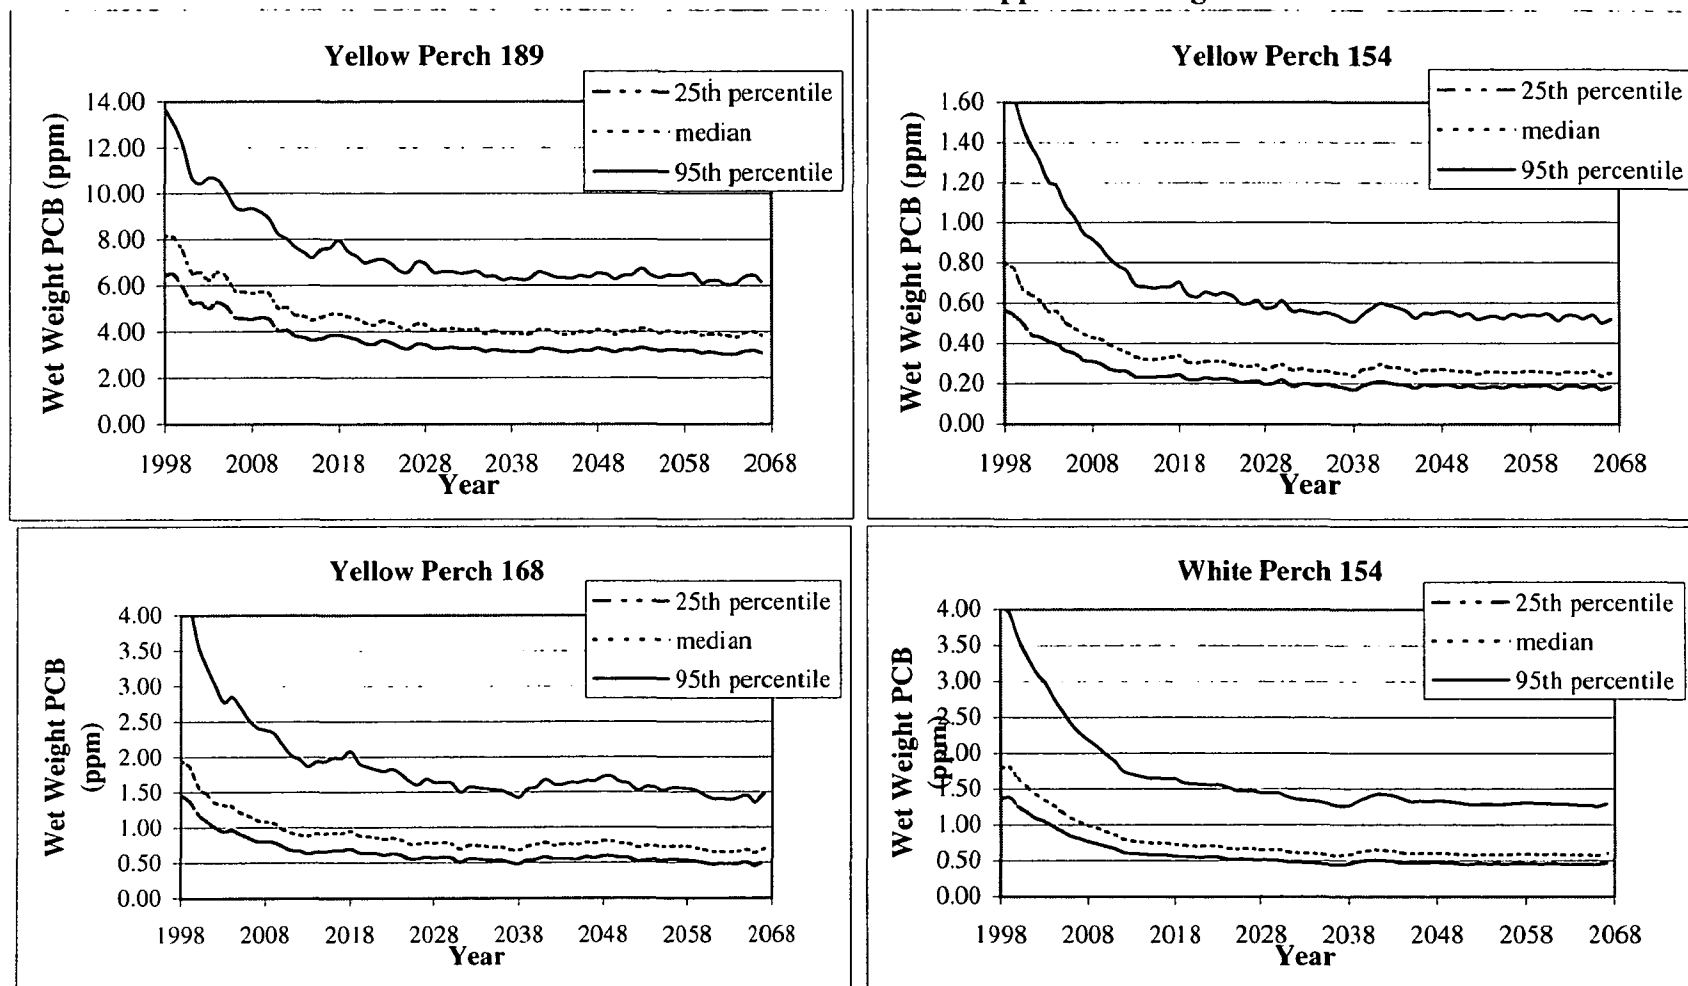 Yellow Perch 189
25th percentile
median
95th percentile
Wet Weight PCB (ppm)
14.00
12.00
10.00
8.00
6.00
4.00
2.00
0.00
1998 2008 2018 2028 2038 2048 2058 2068
Year
Yellow Perch 154
25th percentile
median
95th percentile
Wet Weight PCB (ppm)
1.60
1.40
1.20
1.00
0.80
0.60
0.40
0.20
0.00
1998 2008 2018 2028 2038 2048 2058 2068
Year
Yellow Perch 168
25th percentile
median
95th percentile
Wet Weight PCB
(ppm)
4.00
3.50
3.00
2.50
2.00
1.50
1.00
0.50
0.00
1998 2008 2018 2028 2038 2048 2058 2068
Year
White Perch 154
25th percentile
median
95th percentile
Wet Weight PCB
(ppm)
4.00
3.50
3.00
2.50
2.00
1.50
1.00
0.50
0.00
1998 2008 2018 2028 2038 2048 2058 2068
Year